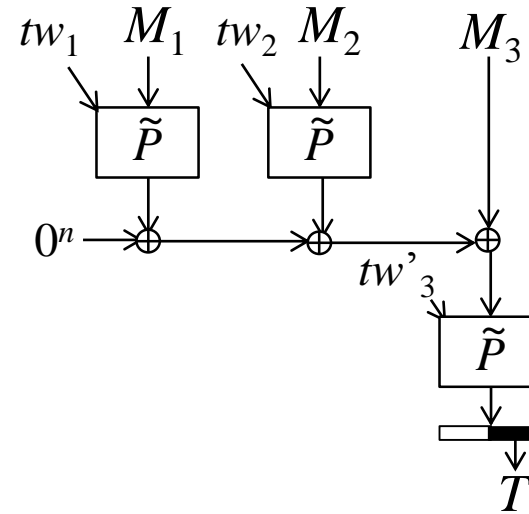 tw₁ M₁ tw₂ M₂ M₃
P̃ P̃
0ⁿ
tw’₃
P̃
T